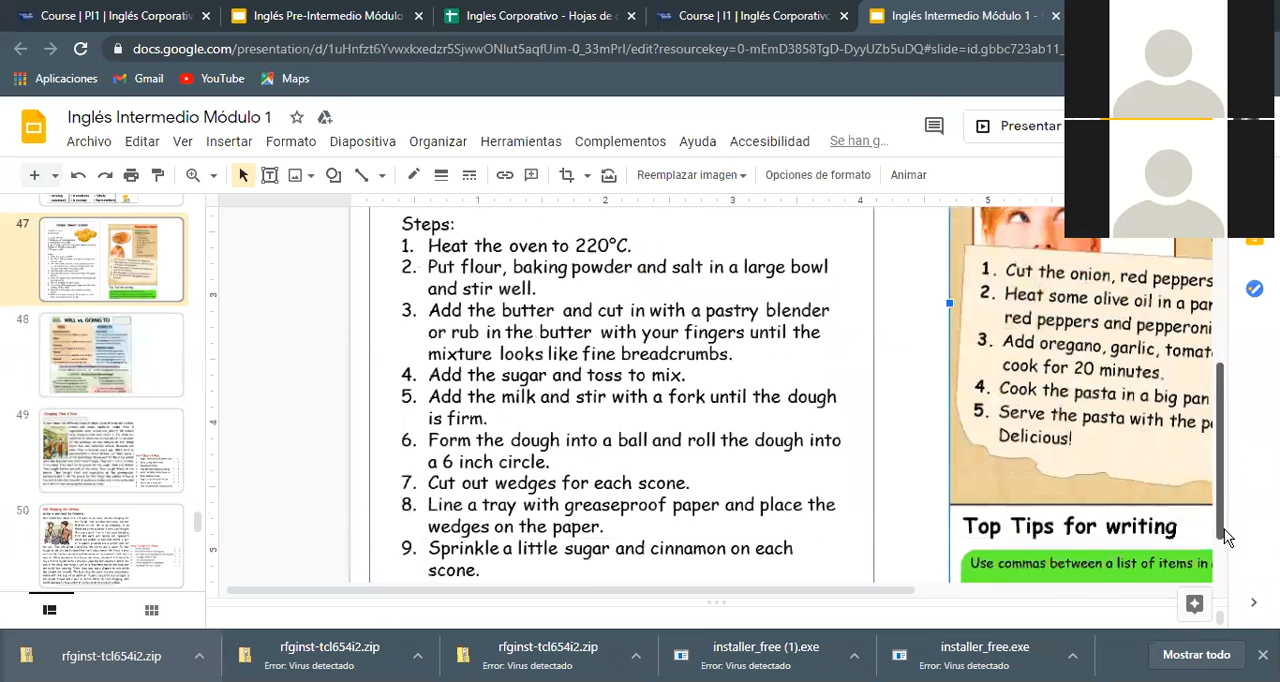 Course | PI1 | Inglés Corporativ
Inglés Pre-Intermedio Módulo
Ingles Corporativo - Hojas de c
Course | I1 | Inglés Corporativ
Inglés Intermedio Módulo 1 -
docs.google.com/presentation/d/1uHnfzt6Yvwxkxedzr5SjwwONlut5aqfUim-0_33mPrI/edit?resourcekey=0-mEmD3858TgD-DyyUZb5uDQ#slide=id.gbbc723ab11_
Aplicaciones
Gmail
YouTube
Maps
Inglés Intermedio Módulo 1
Archivo Editar Ver Insertar Formato Diapositiva Organizar Herramientas Complementos Ayuda Accesibilidad Se han g...
Presentar
Reemplazar imagen
Opciones de formato
Animar
1 2 3 4 5
47
48
WILL vs. GOING TO
49
50
3
4
5
Steps:
1. Heat the oven to 220°C.
2. Put flour, baking powder and salt in a large bowl
and stir well.
3. Add the butter and cut in with a pastry blender
or rub in the butter with your fingers until the
mixture looks like fine breadcrumbs.
4. Add the sugar and toss to mix.
5. Add the milk and stir with a fork until the dough
is firm.
6. Form the dough into a ball and roll the dough into
a 6 inch circle.
7. Cut out wedges for each scone.
8. Line a tray with greaseproof paper and place the
wedges on the paper.
9. Sprinkle a little sugar and cinnamon on each
scone.
1. Cut the onion, red peppers
2. Heat some olive oil in a pan
red peppers and pepperoni
3. Add oregano, garlic, tomat
cook for 20 minutes.
4. Cook the pasta in a big pan
5. Serve the pasta with the pe
Delicious!
Top Tips for writing
Use commas between a list of items in
rfginst-tcl654i2.zip
rfginst-tcl654i2.zip
Error: Virus detectado
rfginst-tcl654i2.zip
Error: Virus detectado
installer_free (1).exe
Error: Virus detectado
installer_free.exe
Error: Virus detectado
Mostrar todo